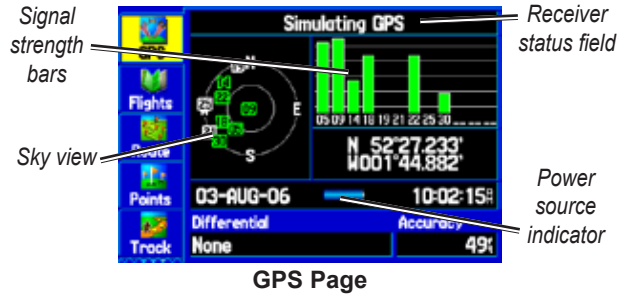 Signal
strength
bars
Receiver
status field
Simulating GPS
GPS
Flights
Route
Points
Track
N
E
S
W
05 09 14 18 19 21 22 25 30
N 52°27.233'
W001°44.882'
Sky view
03-AUG-06
10:02:15
Power
source
indicator
Differential
None
Accuracy
49
GPS Page